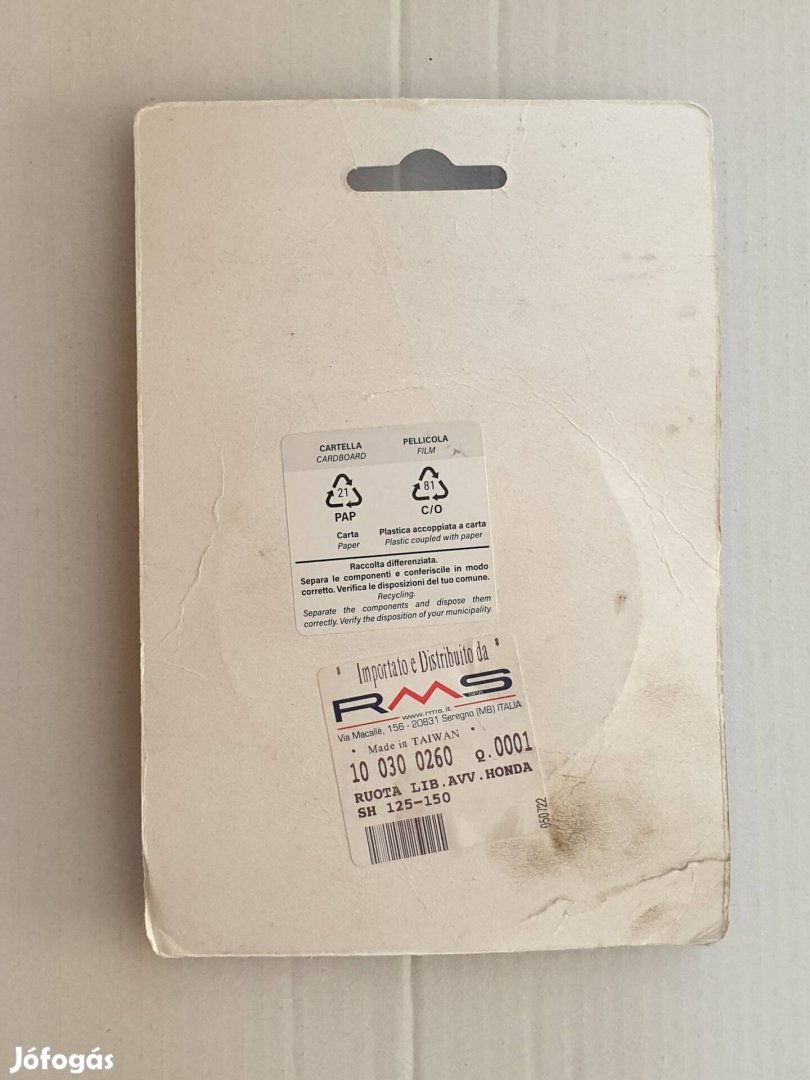 CARTELLA
CARDBOARD
PELLICOLA
FILM
21
PAP
81
C/O
Carta
Paper
Plastica accoppiata a carta
Plastic coupled with paper
Raccolta differenziata.
Separa le componenti e conferiscile in modo
corretto. Verifica le disposizioni del tuo comune.
Recycling.
Separate the components and dispose them
correctly. Verify the disposition of your municipality.
Importato e Distribuito da
RMS
www.rms.it
Via Macallè, 156 - 20831 Seregno (MB) ITALIA
Made in TAIWAN
10 030 0260 Q.0001
RUOTA LIB.AVV.HONDA
SH 125-150
050722
Jófogás